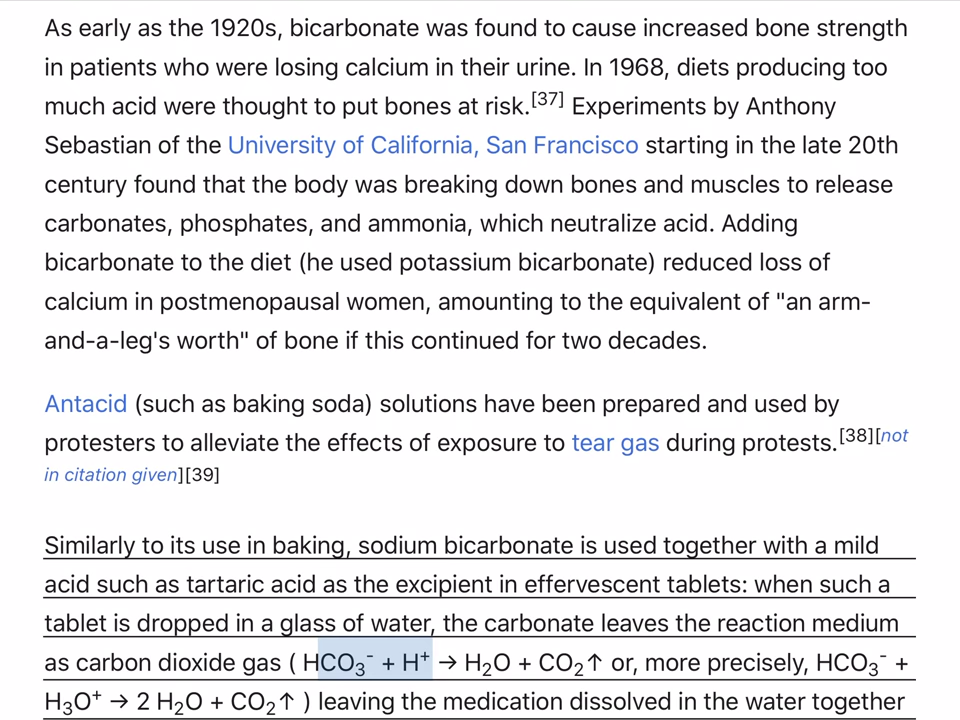 As early as the 1920s, bicarbonate was found to cause increased bone strength
in patients who were losing calcium in their urine. In 1968, diets producing too
much acid were thought to put bones at risk.[37] Experiments by Anthony
Sebastian of the University of California, San Francisco starting in the late 20th
century found that the body was breaking down bones and muscles to release
carbonates, phosphates, and ammonia, which neutralize acid. Adding
bicarbonate to the diet (he used potassium bicarbonate) reduced loss of
calcium in postmenopausal women, amounting to the equivalent of "an arm-
and-a-leg's worth" of bone if this continued for two decades.
Antacid (such as baking soda) solutions have been prepared and used by
protesters to alleviate the effects of exposure to tear gas during protests.[38][not
in citation given][39]
Similarly to its use in baking, sodium bicarbonate is used together with a mild
acid such as tartaric acid as the excipient in effervescent tablets: when such a
tablet is dropped in a glass of water, the carbonate leaves the reaction medium
as carbon dioxide gas ( HCO₃⁻ + H⁺ → H₂O + CO₂↑ or, more precisely, HCO₃⁻ +
H₃O⁺ → 2 H₂O + CO₂↑ ) leaving the medication dissolved in the water together